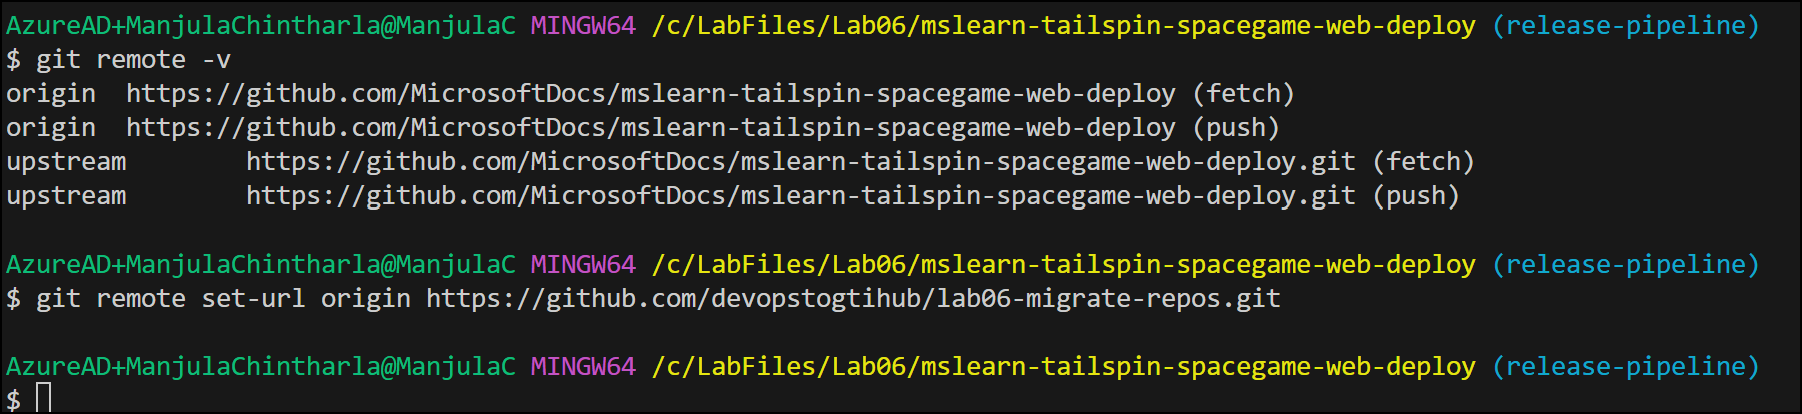 AzureAD+ManjulaChintharla@ManjulaC MINGW64 /c/LabFiles/Lab06/mslearn-tailspin-spacegame-web-deploy (release-pipeline)
$ git remote -v
origin  https://github.com/MicrosoftDocs/mslearn-tailspin-spacegame-web-deploy (fetch)
origin  https://github.com/MicrosoftDocs/mslearn-tailspin-spacegame-web-deploy (push)
upstream        https://github.com/MicrosoftDocs/mslearn-tailspin-spacegame-web-deploy.git (fetch)
upstream        https://github.com/MicrosoftDocs/mslearn-tailspin-spacegame-web-deploy.git (push)
AzureAD+ManjulaChintharla@ManjulaC MINGW64 /c/LabFiles/Lab06/mslearn-tailspin-spacegame-web-deploy (release-pipeline)
$ git remote set-url origin https://github.com/devopstogtihub/lab06-migrate-repos.git
AzureAD+ManjulaChintharla@ManjulaC MINGW64 /c/LabFiles/Lab06/mslearn-tailspin-spacegame-web-deploy (release-pipeline)
$